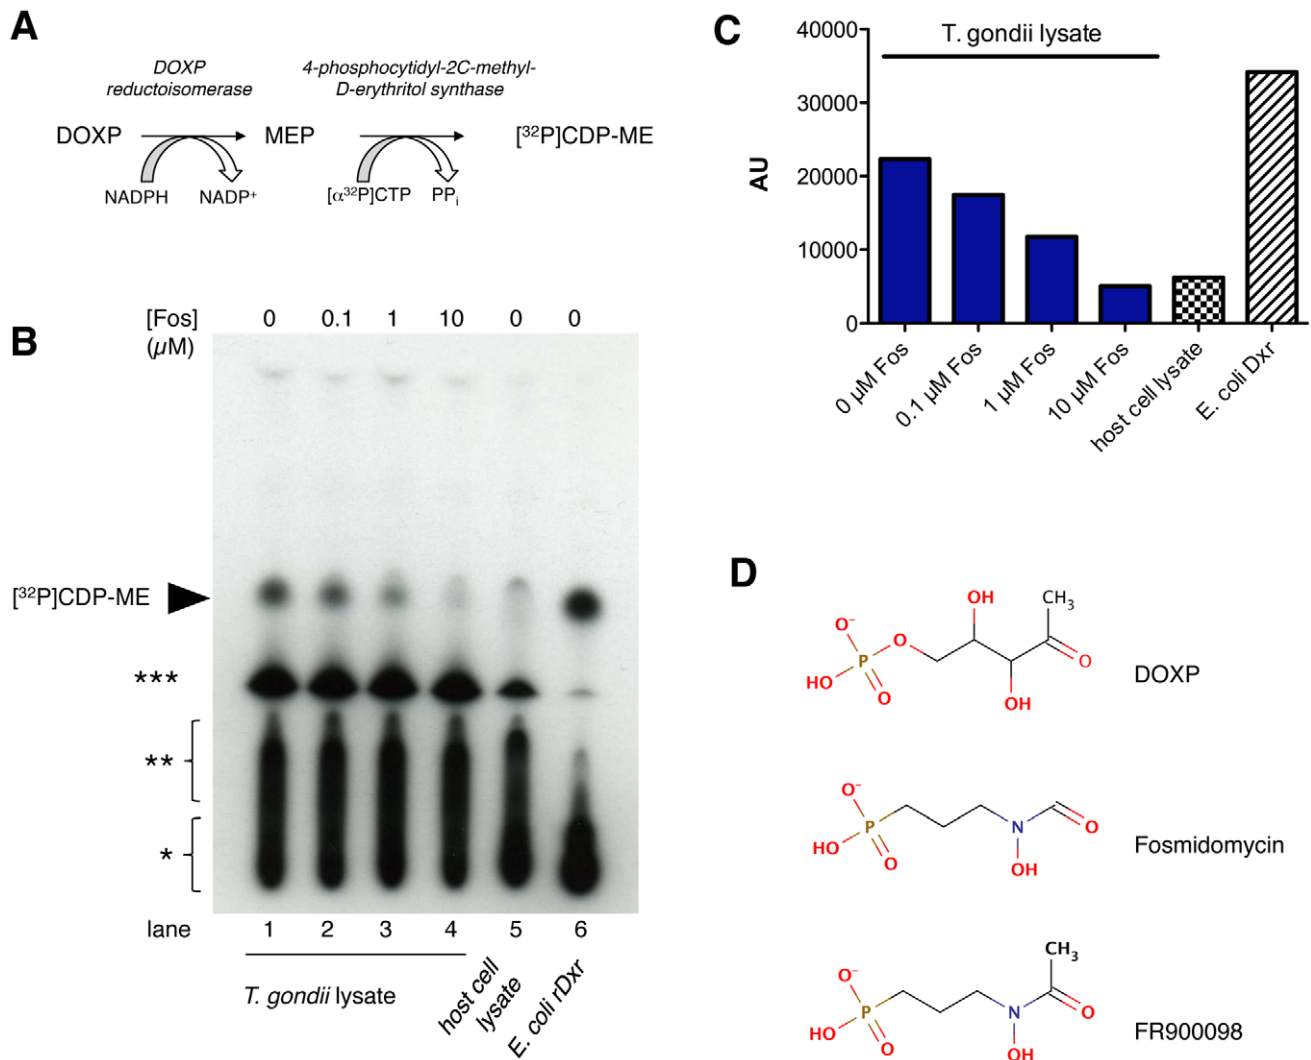 A
DOXP
reductoisomerase
4-phosphocytidyl-2C-methyl-
D-erythritol synthase
DOXP
MEP
[³²P]CDP-ME
NADPH
NADP⁺
[α³²P]CTP
PPᵢ
B
[Fos]
(µM)
0 0.1 1 10 0 0
[³²P]CDP-ME
***
**
*
lane 1 2 3 4 5 6
T. gondii lysate
host cell
lysate
E. coli rDxr
C
T. gondii lysate
AU
40000
30000
20000
10000
0
0 µM Fos
0.1 µM Fos
1 µM Fos
10 µM Fos
host cell lysate
E. coli Dxr
D
OH
CH₃
O⁻
O
P
O
HO
O
OH
DOXP
O⁻
P
N
O
HO
O
OH
Fosmidomycin
CH₃
O⁻
P
N
O
HO
O
OH
FR900098